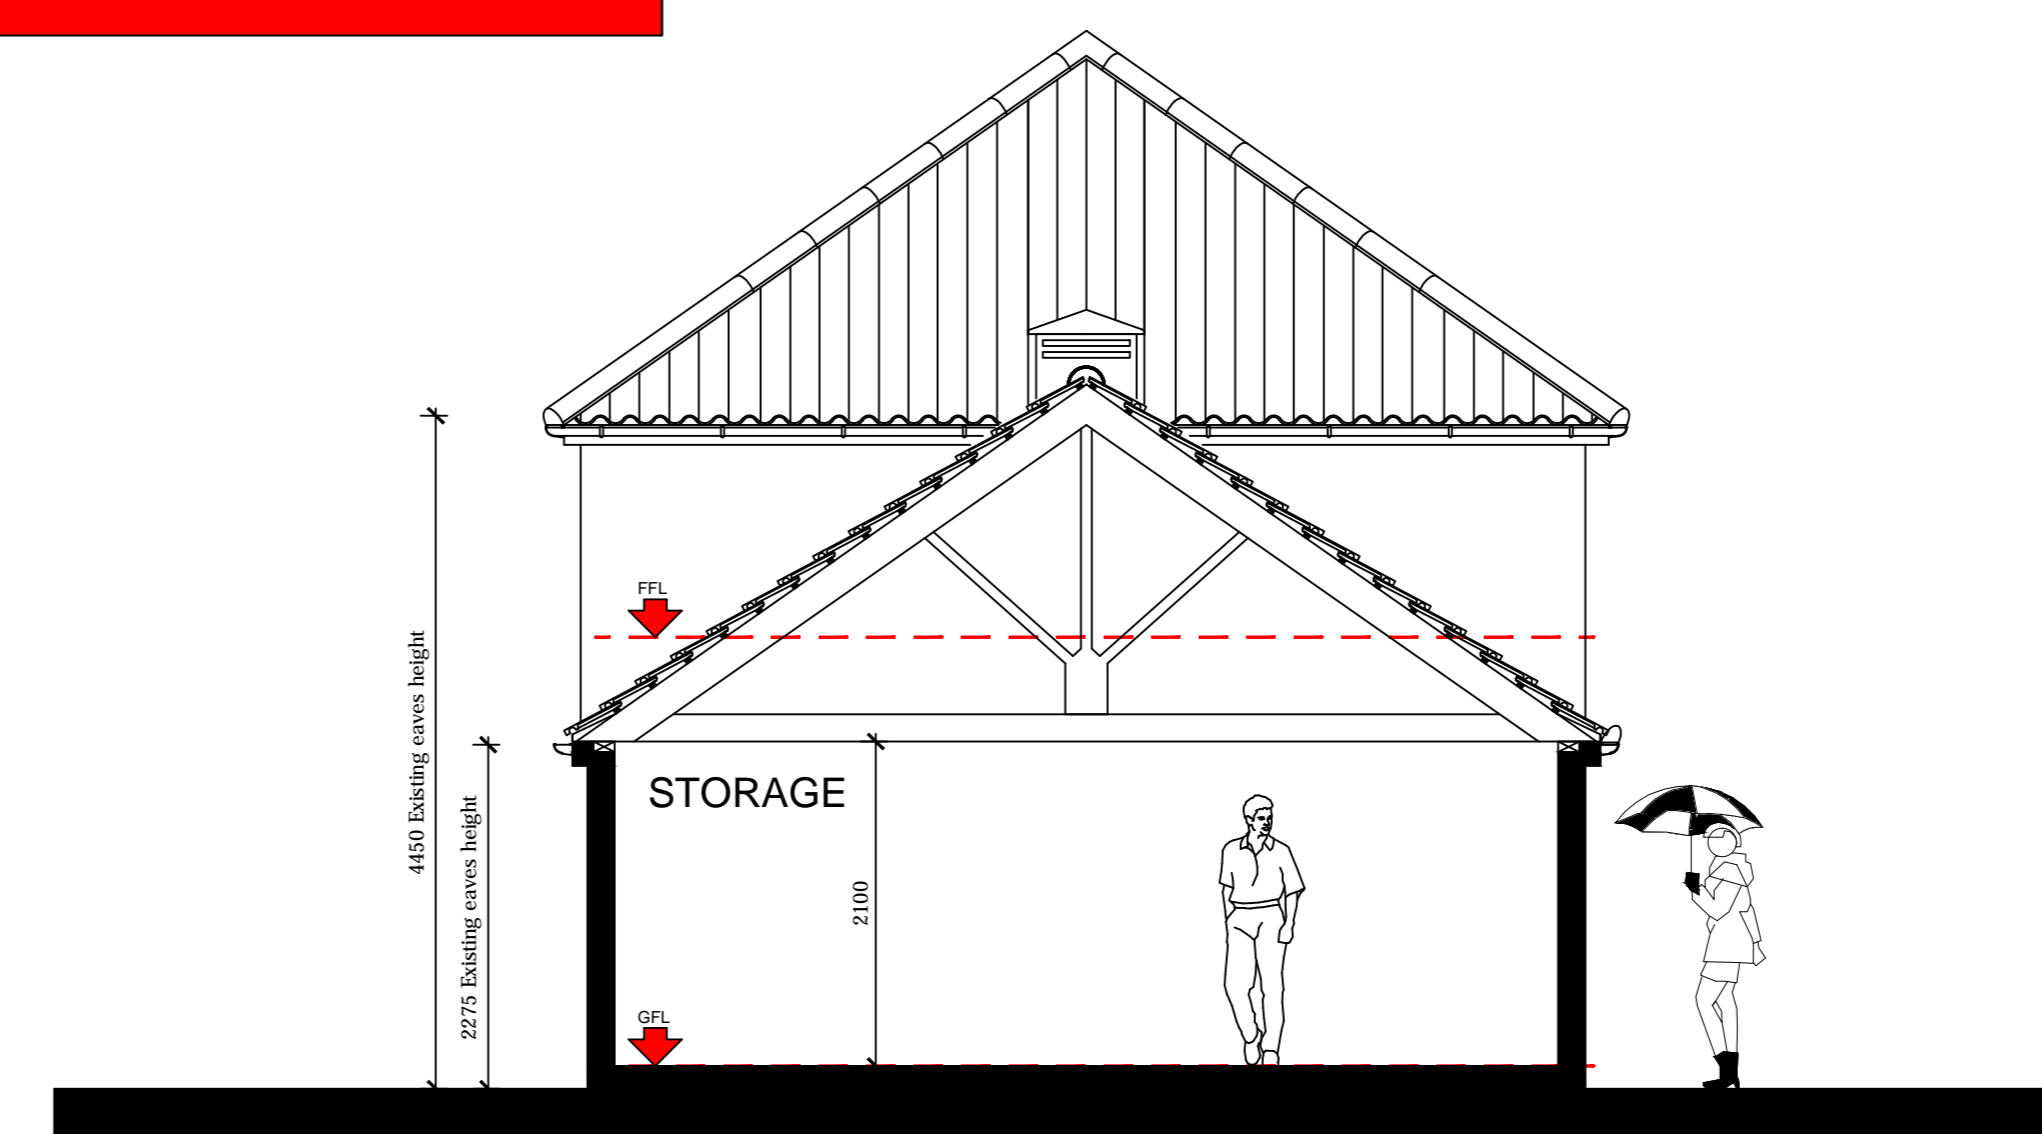 FFL
4450 Existing eaves height
2275 Existing eaves height
STORAGE
2100
GFL